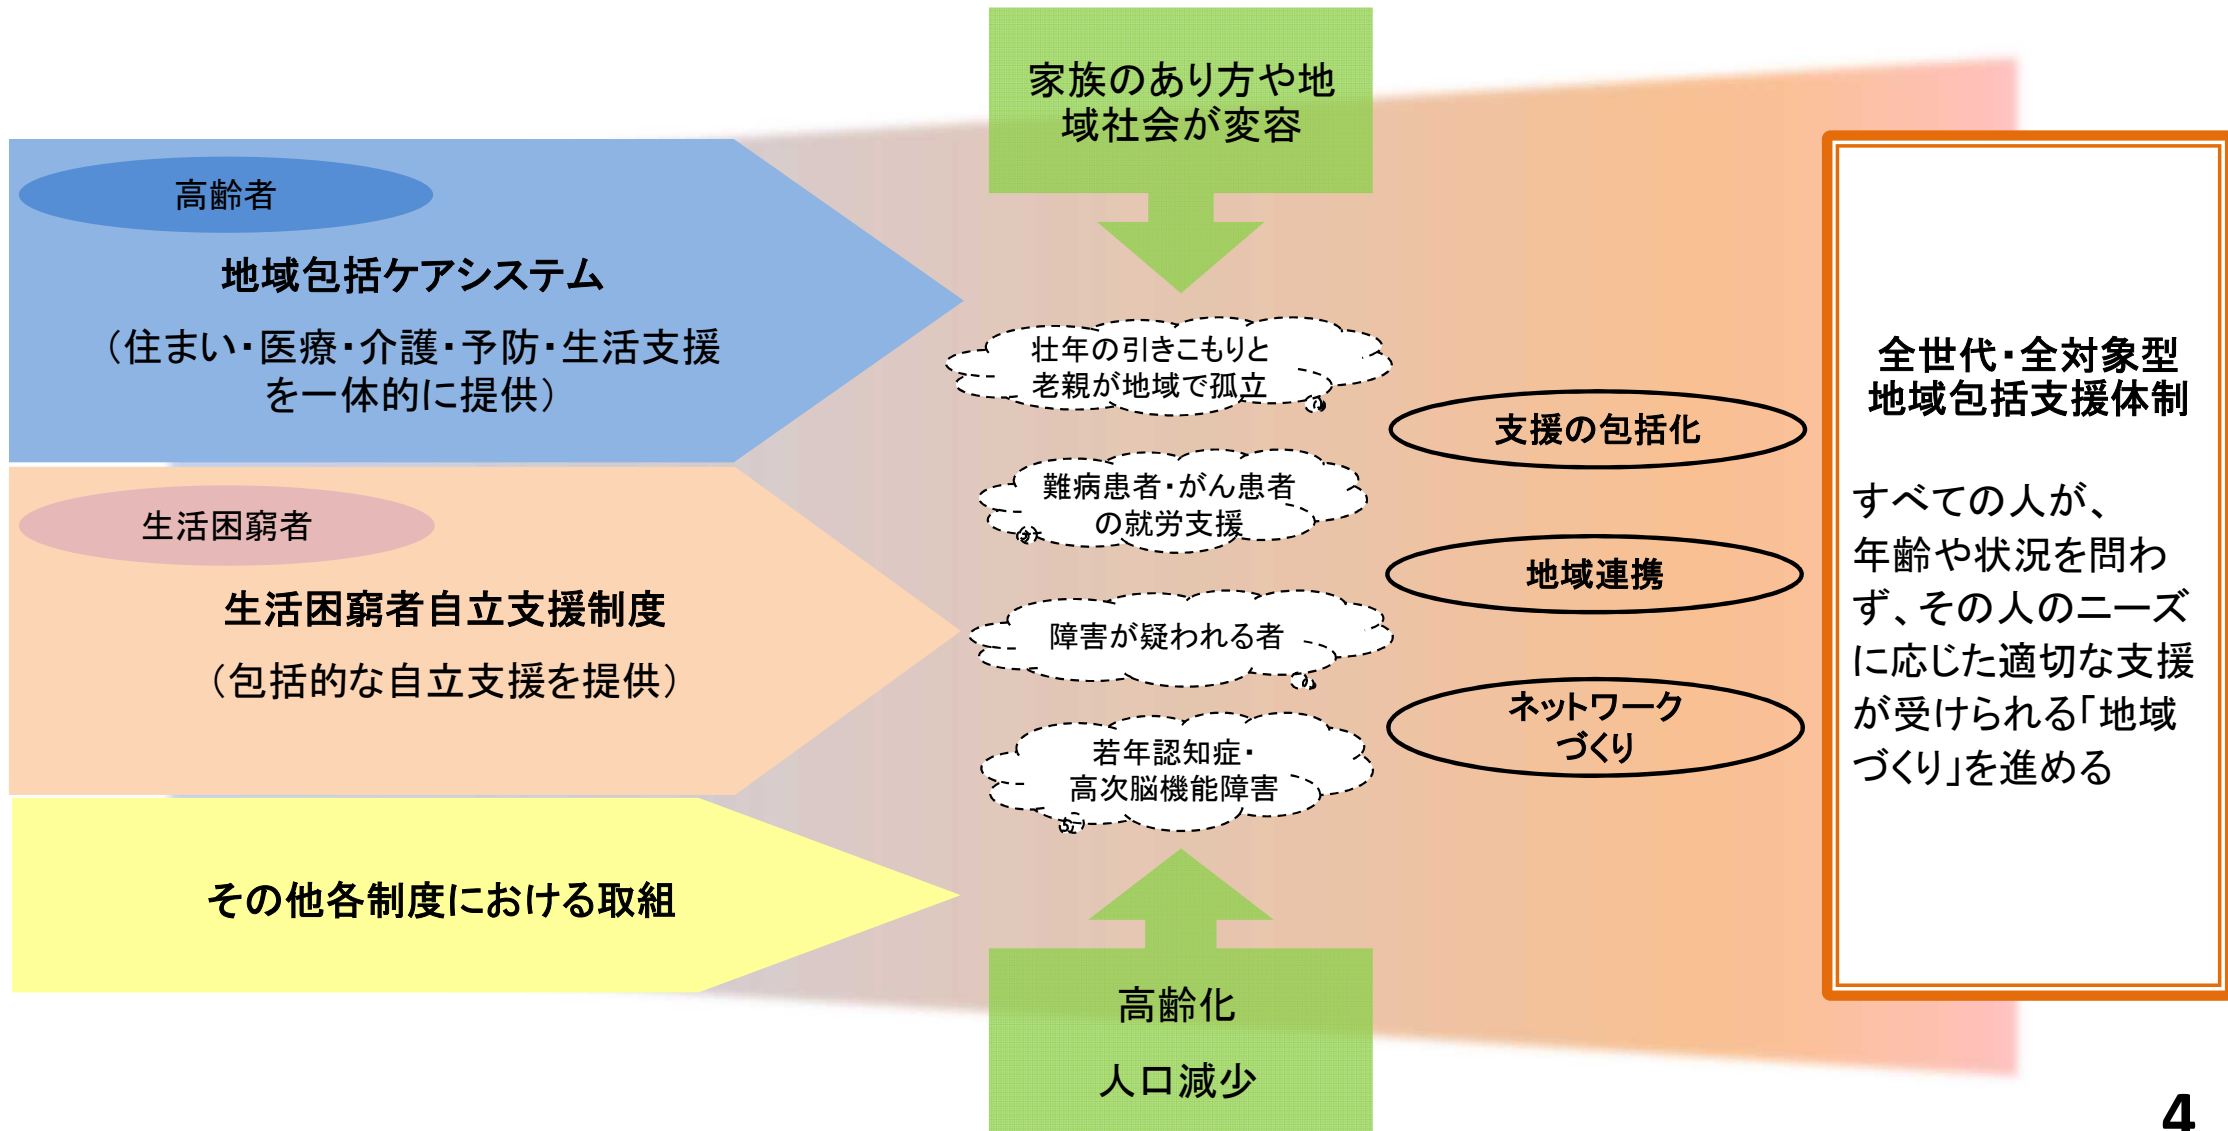 家族のあり方や地
域社会が変容
高齢者
地域包括ケアシステム
（住まい・医療・介護・予防・生活支援
を一体的に提供）
生活困窮者
生活困窮者自立支援制度
（包括的な自立支援を提供）
その他各制度における取組
壮年の引きこもりと
老親が地域で孤立
難病患者・がん患者
の就労支援
障害が疑われる者
若年認知症・
高次脳機能障害
高齢化
人口減少
支援の包括化
地域連携
ネットワーク
づくり
全世代・全対象型
地域包括支援体制
すべての人が、
年齢や状況を問わ
ず、その人のニーズ
に応じた適切な支援
が受けられる「地域
づくり」を進める
4